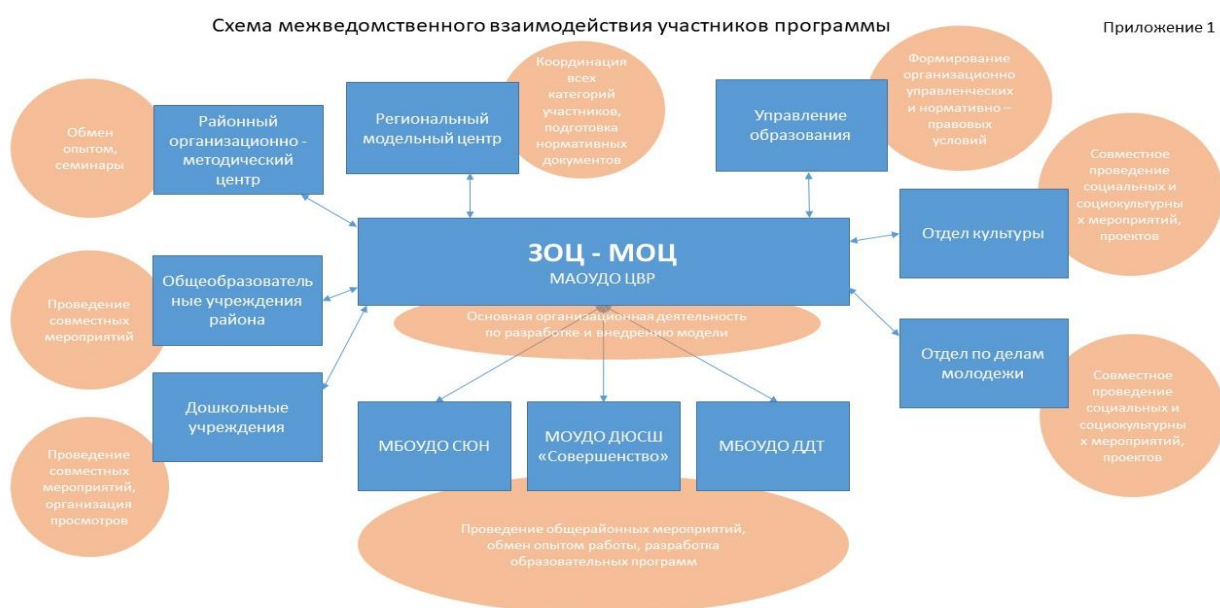 Схема межведомственного взаимодействия участников программы
Приложение 1
Обмен
опытом,
семинары
Районный
организационно -
методический
центр
Региональный
модельный центр
Координация
всех
категорий
участников,
подготовка
нормативных
документов
Управление
образования
Формирование
организационно
управленческих
и нормативно –
правовых
условий
Совместное
проведение
социальных и
социокультурны
х мероприятий,
проектов
Отдел культуры
ЗОЦ - МОЦ
МАОУДО ЦВР
Основная организационная деятельность
по разработке и внедрению модели
Проведение
совместных
мероприятий
Общеобразователь
ные учреждения
района
Отдел по делам
молодежи
Совместное
проведение
социальных и
социокультурны
х мероприятий,
проектов
Дошкольные
учреждения
Проведение
совместных
мероприятий,
организация
просмотров
МБОУДО СЮН
МОУДО ДЮСШ
«Совершенство»
МБОУДО ДДТ
Проведение общерайонных мероприятий,
обмен опытом работы, разработка
образовательных программ